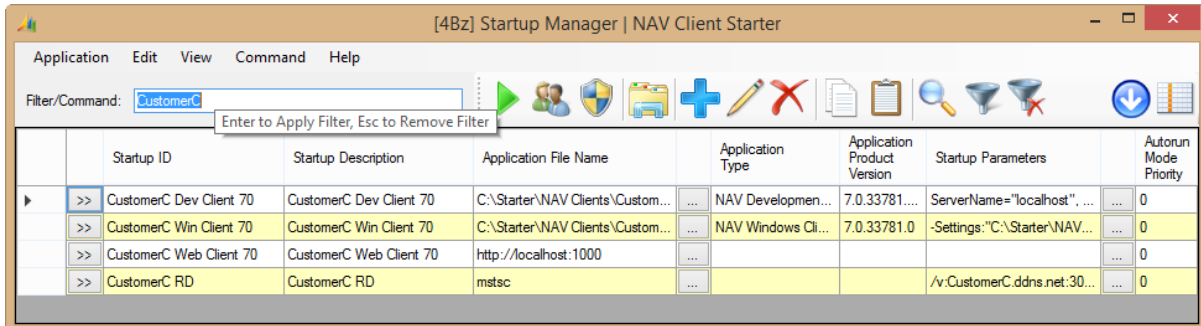 [4Bz] Startup Manager | NAV Client Starter
Application Edit View Command Help
Filter/Command: CustomerC
Enter to Apply Filter, Esc to Remove Filter
Startup ID Startup Description Application File Name Application Type Application Product Version Startup Parameters Autorun Mode Priority
>> CustomerC Dev Client 70 CustomerC Dev Client 70 C:\Starter\NAV Clients\Custom... ... NAV Developmen... 7.0.33781.... ServerName="localhost", ... ... 0
>> CustomerC Win Client 70 CustomerC Win Client 70 C:\Starter\NAV Clients\Custom... ... NAV Windows Cli... 7.0.33781.0 -Settings:"C:\Starter\NAV... ... 0
>> CustomerC Web Client 70 CustomerC Web Client 70 http://localhost:1000 ... ... 0
>> CustomerC RD CustomerC RD mstsc ... /v:CustomerC.ddns.net:30... ... 0